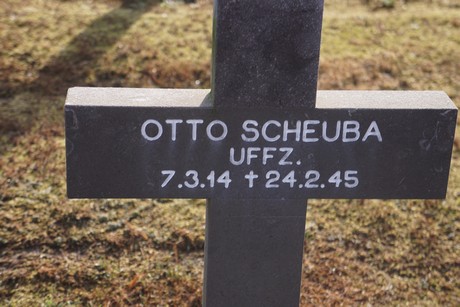 OTTO SCHEUBA
UFFZ.
7.3.14 † 24.2.45